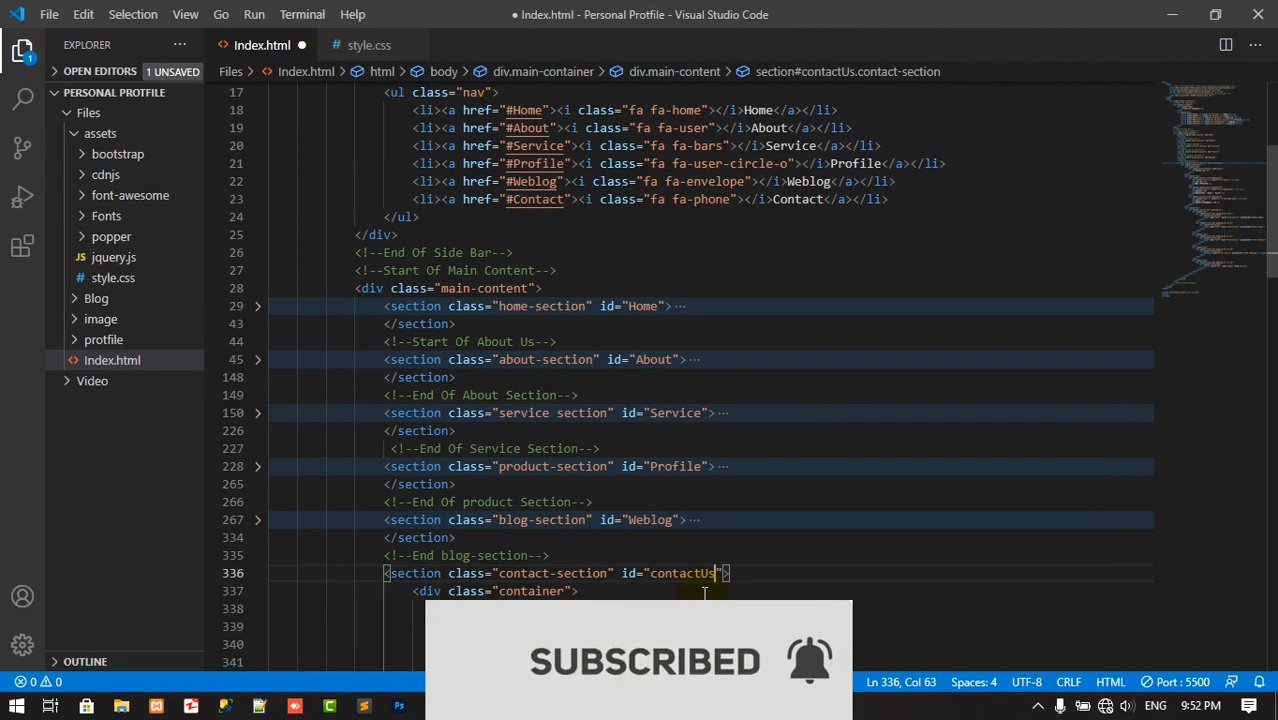 File Edit Selection View Go Run Terminal Help
● Index.html - Personal Protfile - Visual Studio Code
EXPLORER
OPEN EDITORS 1 UNSAVED
PERSONAL PROTFILE
Files
assets
bootstrap
cdnjs
font-awesome
Fonts
popper
JS jquery.js
# style.css
Blog
image
protfile
<> Index.html
Video
OUTLINE
<> Index.html ●
# style.css
Files > <> Index.html > html > body > div.main-container > div.main-content > section#contactUs.contact-section
17 <ul class="nav">
18 <li><a href="#Home"><i class="fa fa-home"></i>Home</a></li>
19 <li><a href="#About"><i class="fa fa-user"></i>About</a></li>
20 <li><a href="#Service"><i class="fa fa-bars"></i>Service</a></li>
21 <li><a href="#Profile"><i class="fa fa-user-circle-o"></i>Profile</a></li>
22 <li><a href="#Weblog"><i class="fa fa-envelope"></i>Weblog</a></li>
23 <li><a href="#Contact"><i class="fa fa-phone"></i>Contact</a></li>
24 </ul>
25 </div>
26 <!--End Of Side Bar-->
27 <!--Start Of Main Content-->
28 <div class="main-content">
29 <section class="home-section" id="Home"> ···
43 </section>
44 <!--Start Of About Us-->
45 <section class="about-section" id="About"> ···
148 </section>
149 <!--End Of About Section-->
150 <section class="service section" id="Service"> ···
226 </section>
227 <!--End Of Service Section-->
228 <section class="product-section" id="Profile"> ···
265 </section>
266 <!--End Of product Section-->
267 <section class="blog-section" id="Weblog"> ···
334 </section>
335 <!--End blog-section-->
336 <section class="contact-section" id="contactUs">
337 <div class="container">
338
339
340
341
SUBSCRIBED
0 0 Ln 336, Col 63 Spaces: 4 UTF-8 CRLF HTML Port : 5500
ENG 9:52 PM